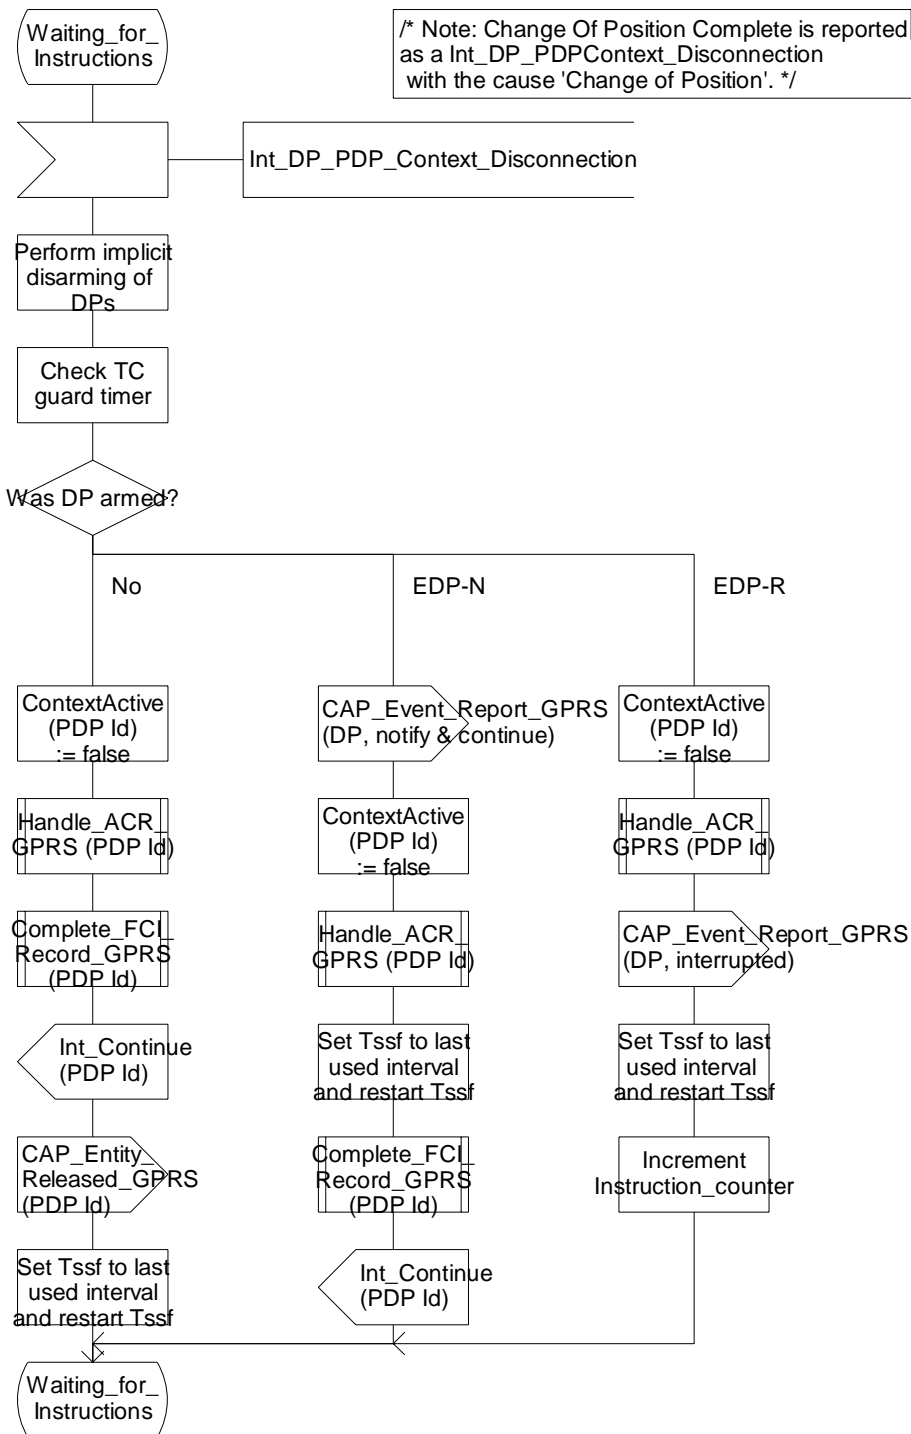 Waiting_for_
Instructions
/* Note: Change Of Position Complete is reported
as a Int_DP_PDPContext_Disconnection
with the cause 'Change of Position'. */
Int_DP_PDP_Context_Disconnection
Perform implicit
disarming of
DPs
Check TC
guard timer
Was DP armed?
No
EDP-N
EDP-R
ContextActive
(PDP Id)
:= false
CAP_Event_Report_GPRS
(DP, notify & continue)
ContextActive
(PDP Id)
:= false
Handle_ACR_
GPRS (PDP Id)
ContextActive
(PDP Id)
:= false
Handle_ACR_
GPRS (PDP Id)
Complete_FCI_
Record_GPRS
(PDP Id)
Handle_ACR_
GPRS (PDP Id)
CAP_Event_Report_GPRS
(DP, interrupted)
Int_Continue
(PDP Id)
Set Tssf to last
used interval
and restart Tssf
Set Tssf to last
used interval
and restart Tssf
CAP_Entity_
Released_GPRS
(PDP Id)
Complete_FCI_
Record_GPRS
(PDP Id)
Increment
Instruction_counter
Set Tssf to last
used interval
and restart Tssf
Int_Continue
(PDP Id)
Waiting_for_
Instructions